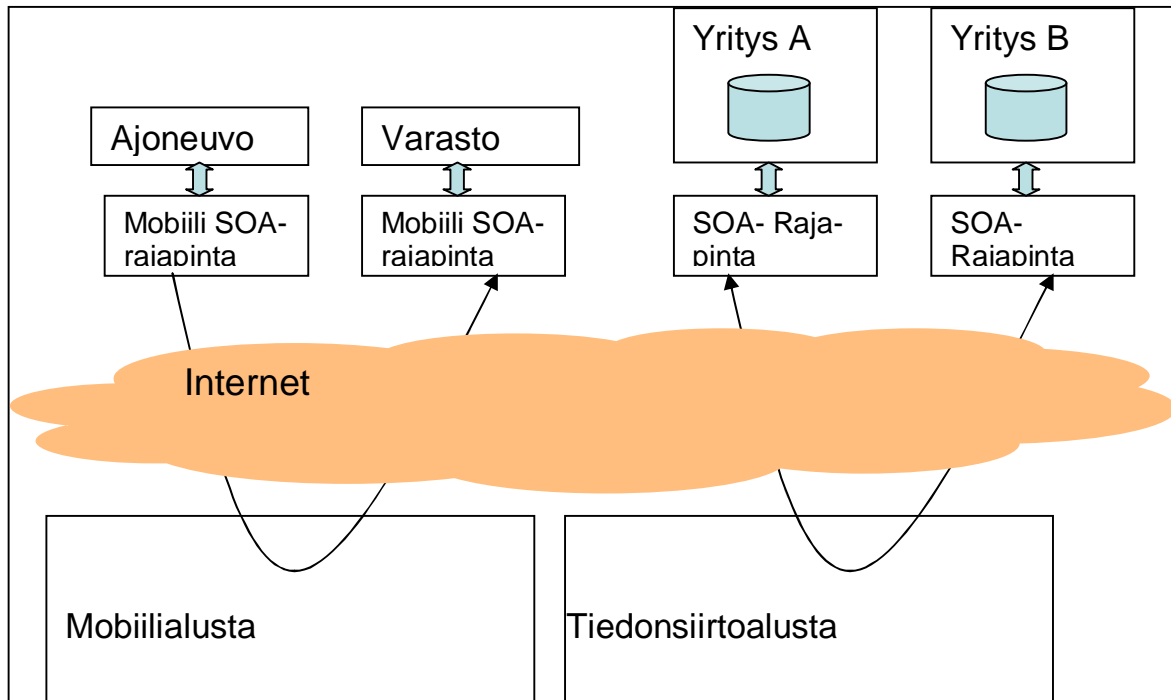 Yritys A
Yritys B
Ajoneuvo
Varasto
Mobiili SOA-
rajapinta
Mobiili SOA-
rajapinta
SOA- Raja-
pinta
SOA-
Rajapinta
Internet
Mobiilialusta
Tiedonsiirtoalusta